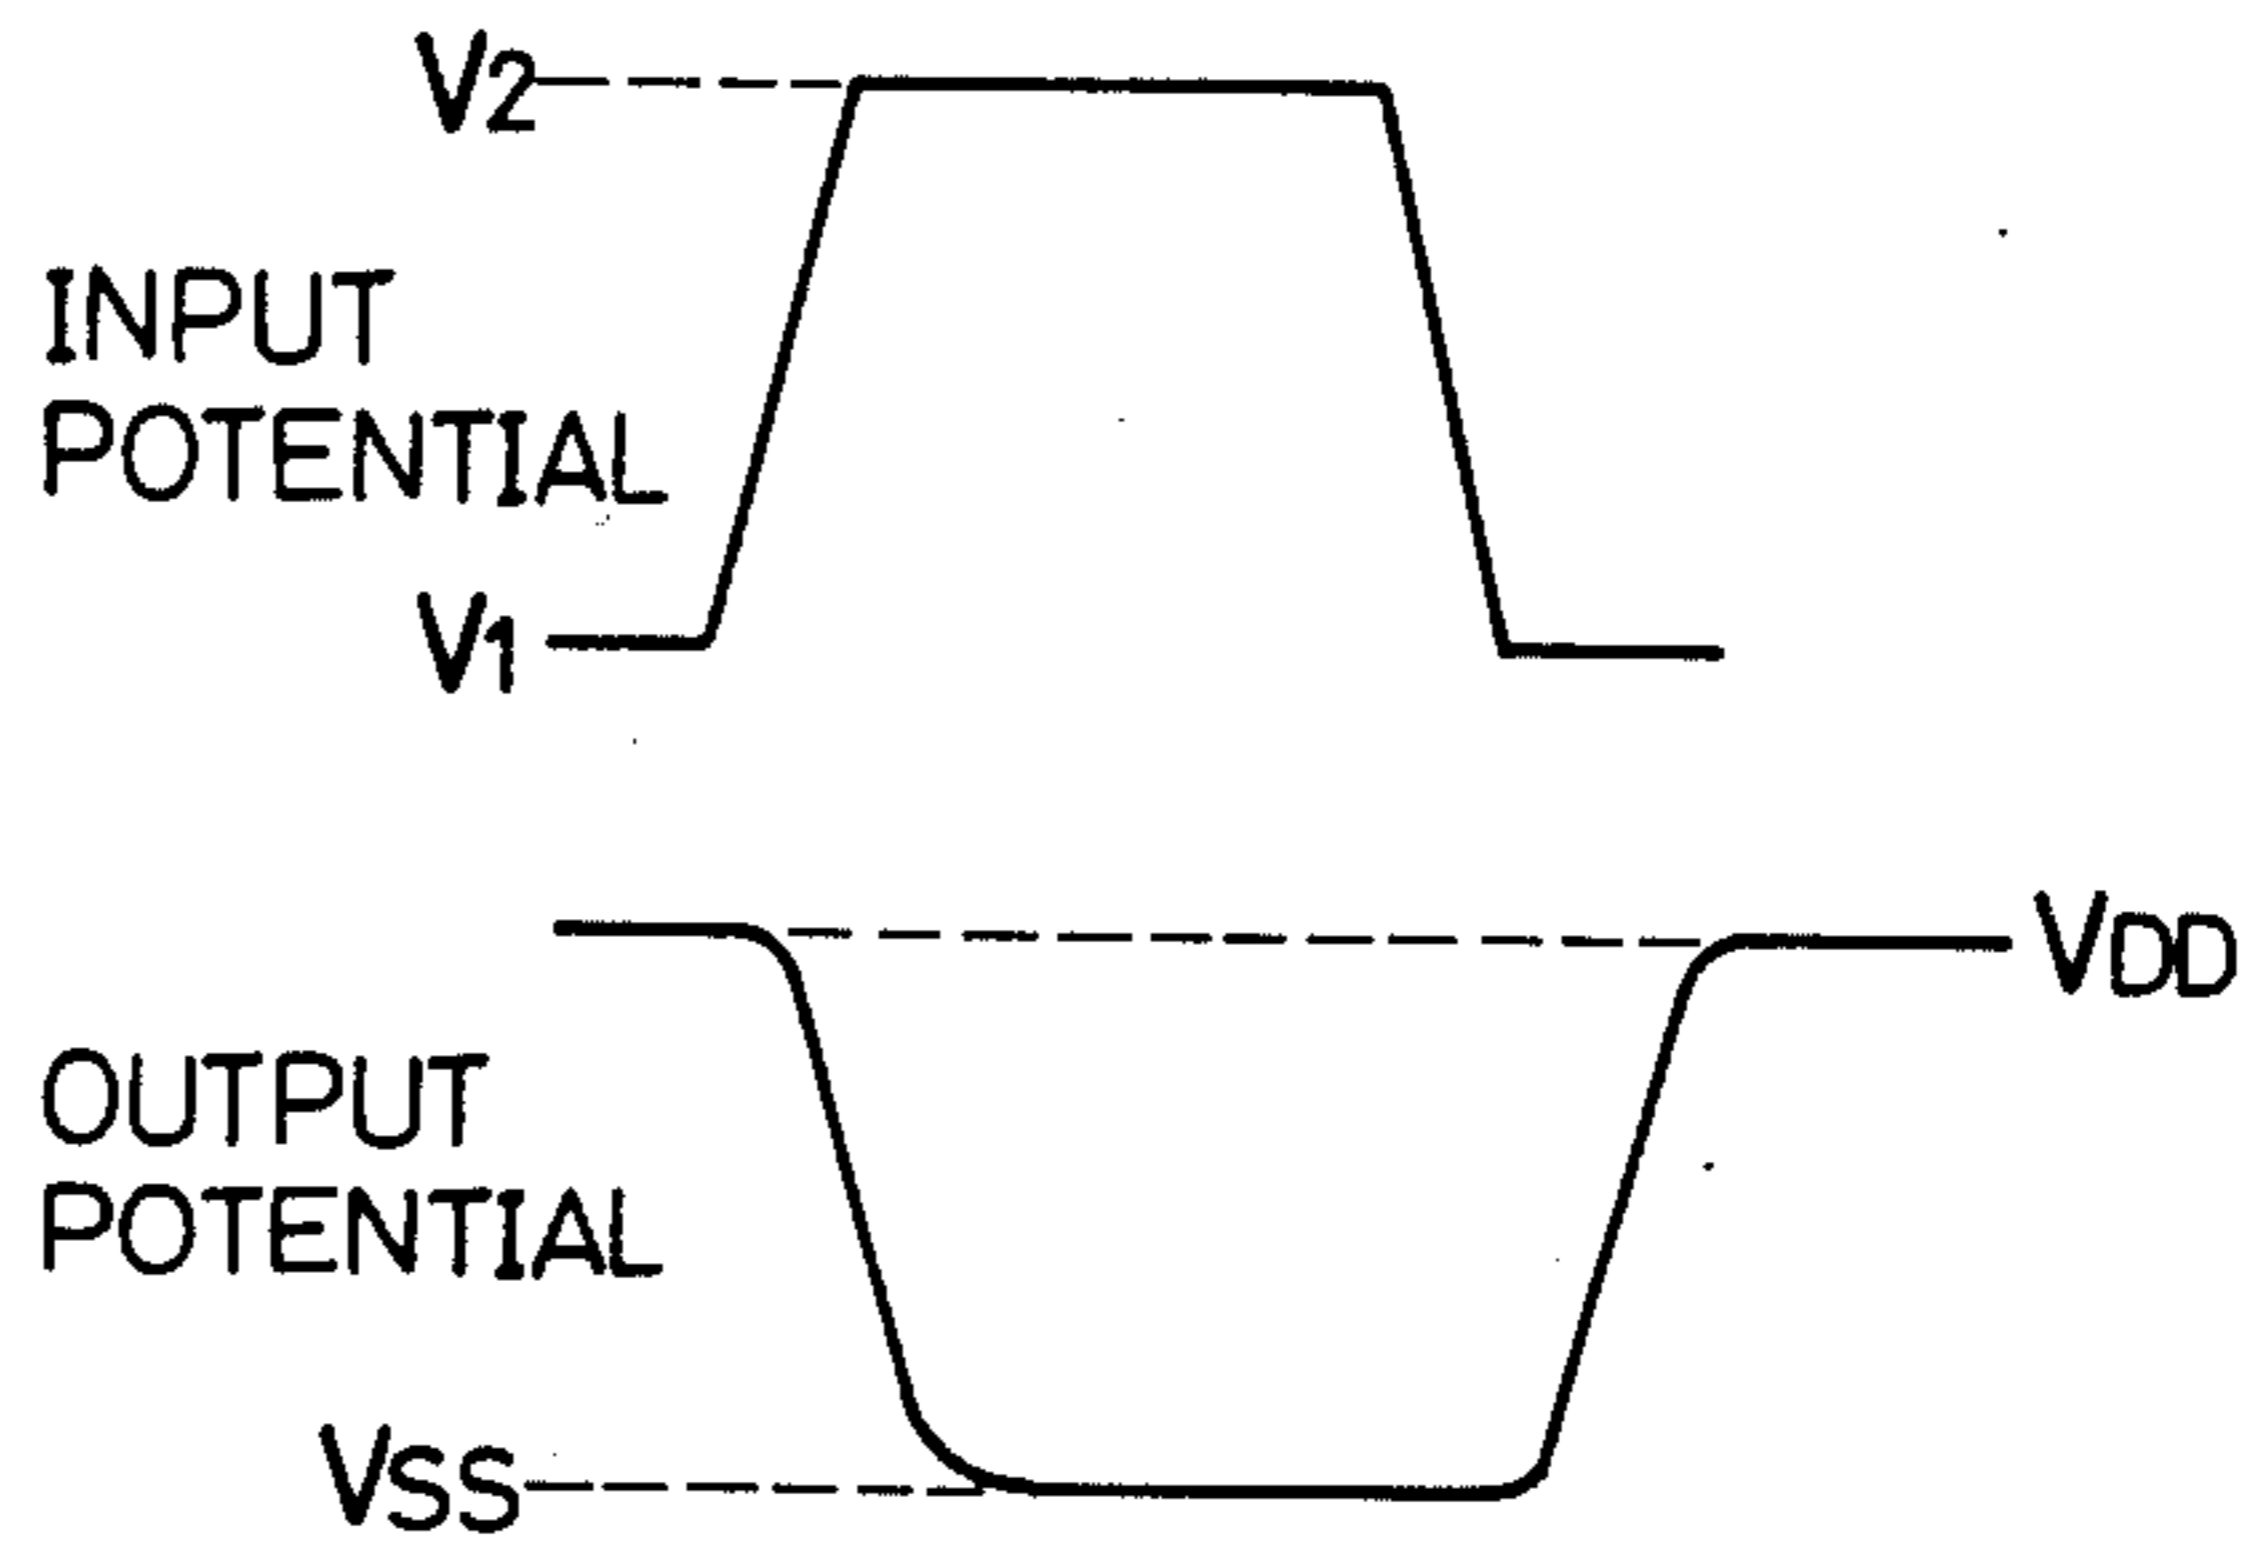 V2
INPUT
POTENTIAL
V1
VDD
OUTPUT
POTENTIAL
VSS